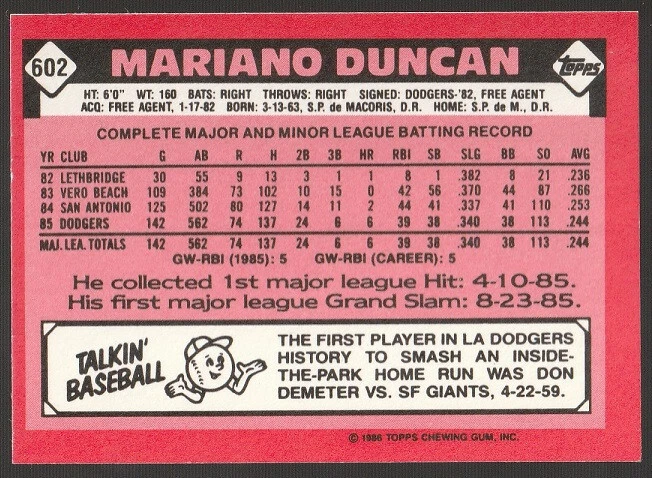 602 MARIANO DUNCAN Topps
HT: 6'0" WT: 160 BATS: RIGHT THROWS: RIGHT SIGNED: DODGERS-'82, FREE AGENT
ACQ: FREE AGENT, 1-17-82 BORN: 3-13-63, S.P. de MACORIS, D.R. HOME: S.P. de M., D.R.
COMPLETE MAJOR AND MINOR LEAGUE BATTING RECORD
YR CLUB G AB R H 2B 3B HR RBI SB SLG BB SO AVG
82 LETHBRIDGE 30 55 9 13 3 1 1 8 1 .382 8 21 .236
83 VERO BEACH 109 384 73 102 10 15 0 42 56 .370 44 87 .266
84 SAN ANTONIO 125 502 80 127 14 11 2 44 41 .337 41 110 .253
85 DODGERS 142 562 74 137 24 6 6 39 38 .340 38 113 .244
MAJ. LEA. TOTALS 142 562 74 137 24 6 6 39 38 .340 38 113 .244
GW-RBI (1985): 5 GW-RBI (CAREER): 5
He collected 1st major league Hit: 4-10-85.
His first major league Grand Slam: 8-23-85.
TALKIN'
BASEBALL
THE FIRST PLAYER IN LA DODGERS
HISTORY TO SMASH AN INSIDE-
THE-PARK HOME RUN WAS DON
DEMETER VS. SF GIANTS, 4-22-59.
© 1986 TOPPS CHEWING GUM, INC.